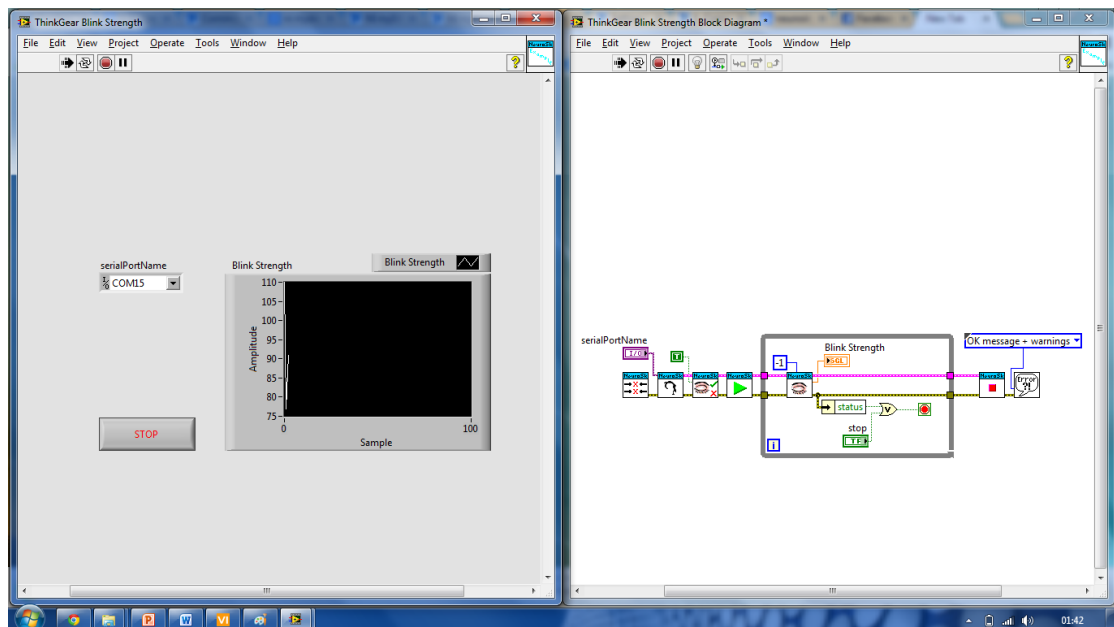 ThinkGear Blink Strength
File Edit View Project Operate Tools Window Help
serialPortName
COM15
Blink Strength
Blink Strength
Amplitude
110
105
100
95
90
85
80
75
0
100
Sample
STOP
ThinkGear Blink Strength Block Diagram *
File Edit View Project Operate Tools Window Help
serialPortName
I/O
T
-1
Blink Strength
SGL
status
stop
TF
i
OK message + warnings
Error
?!
01:42